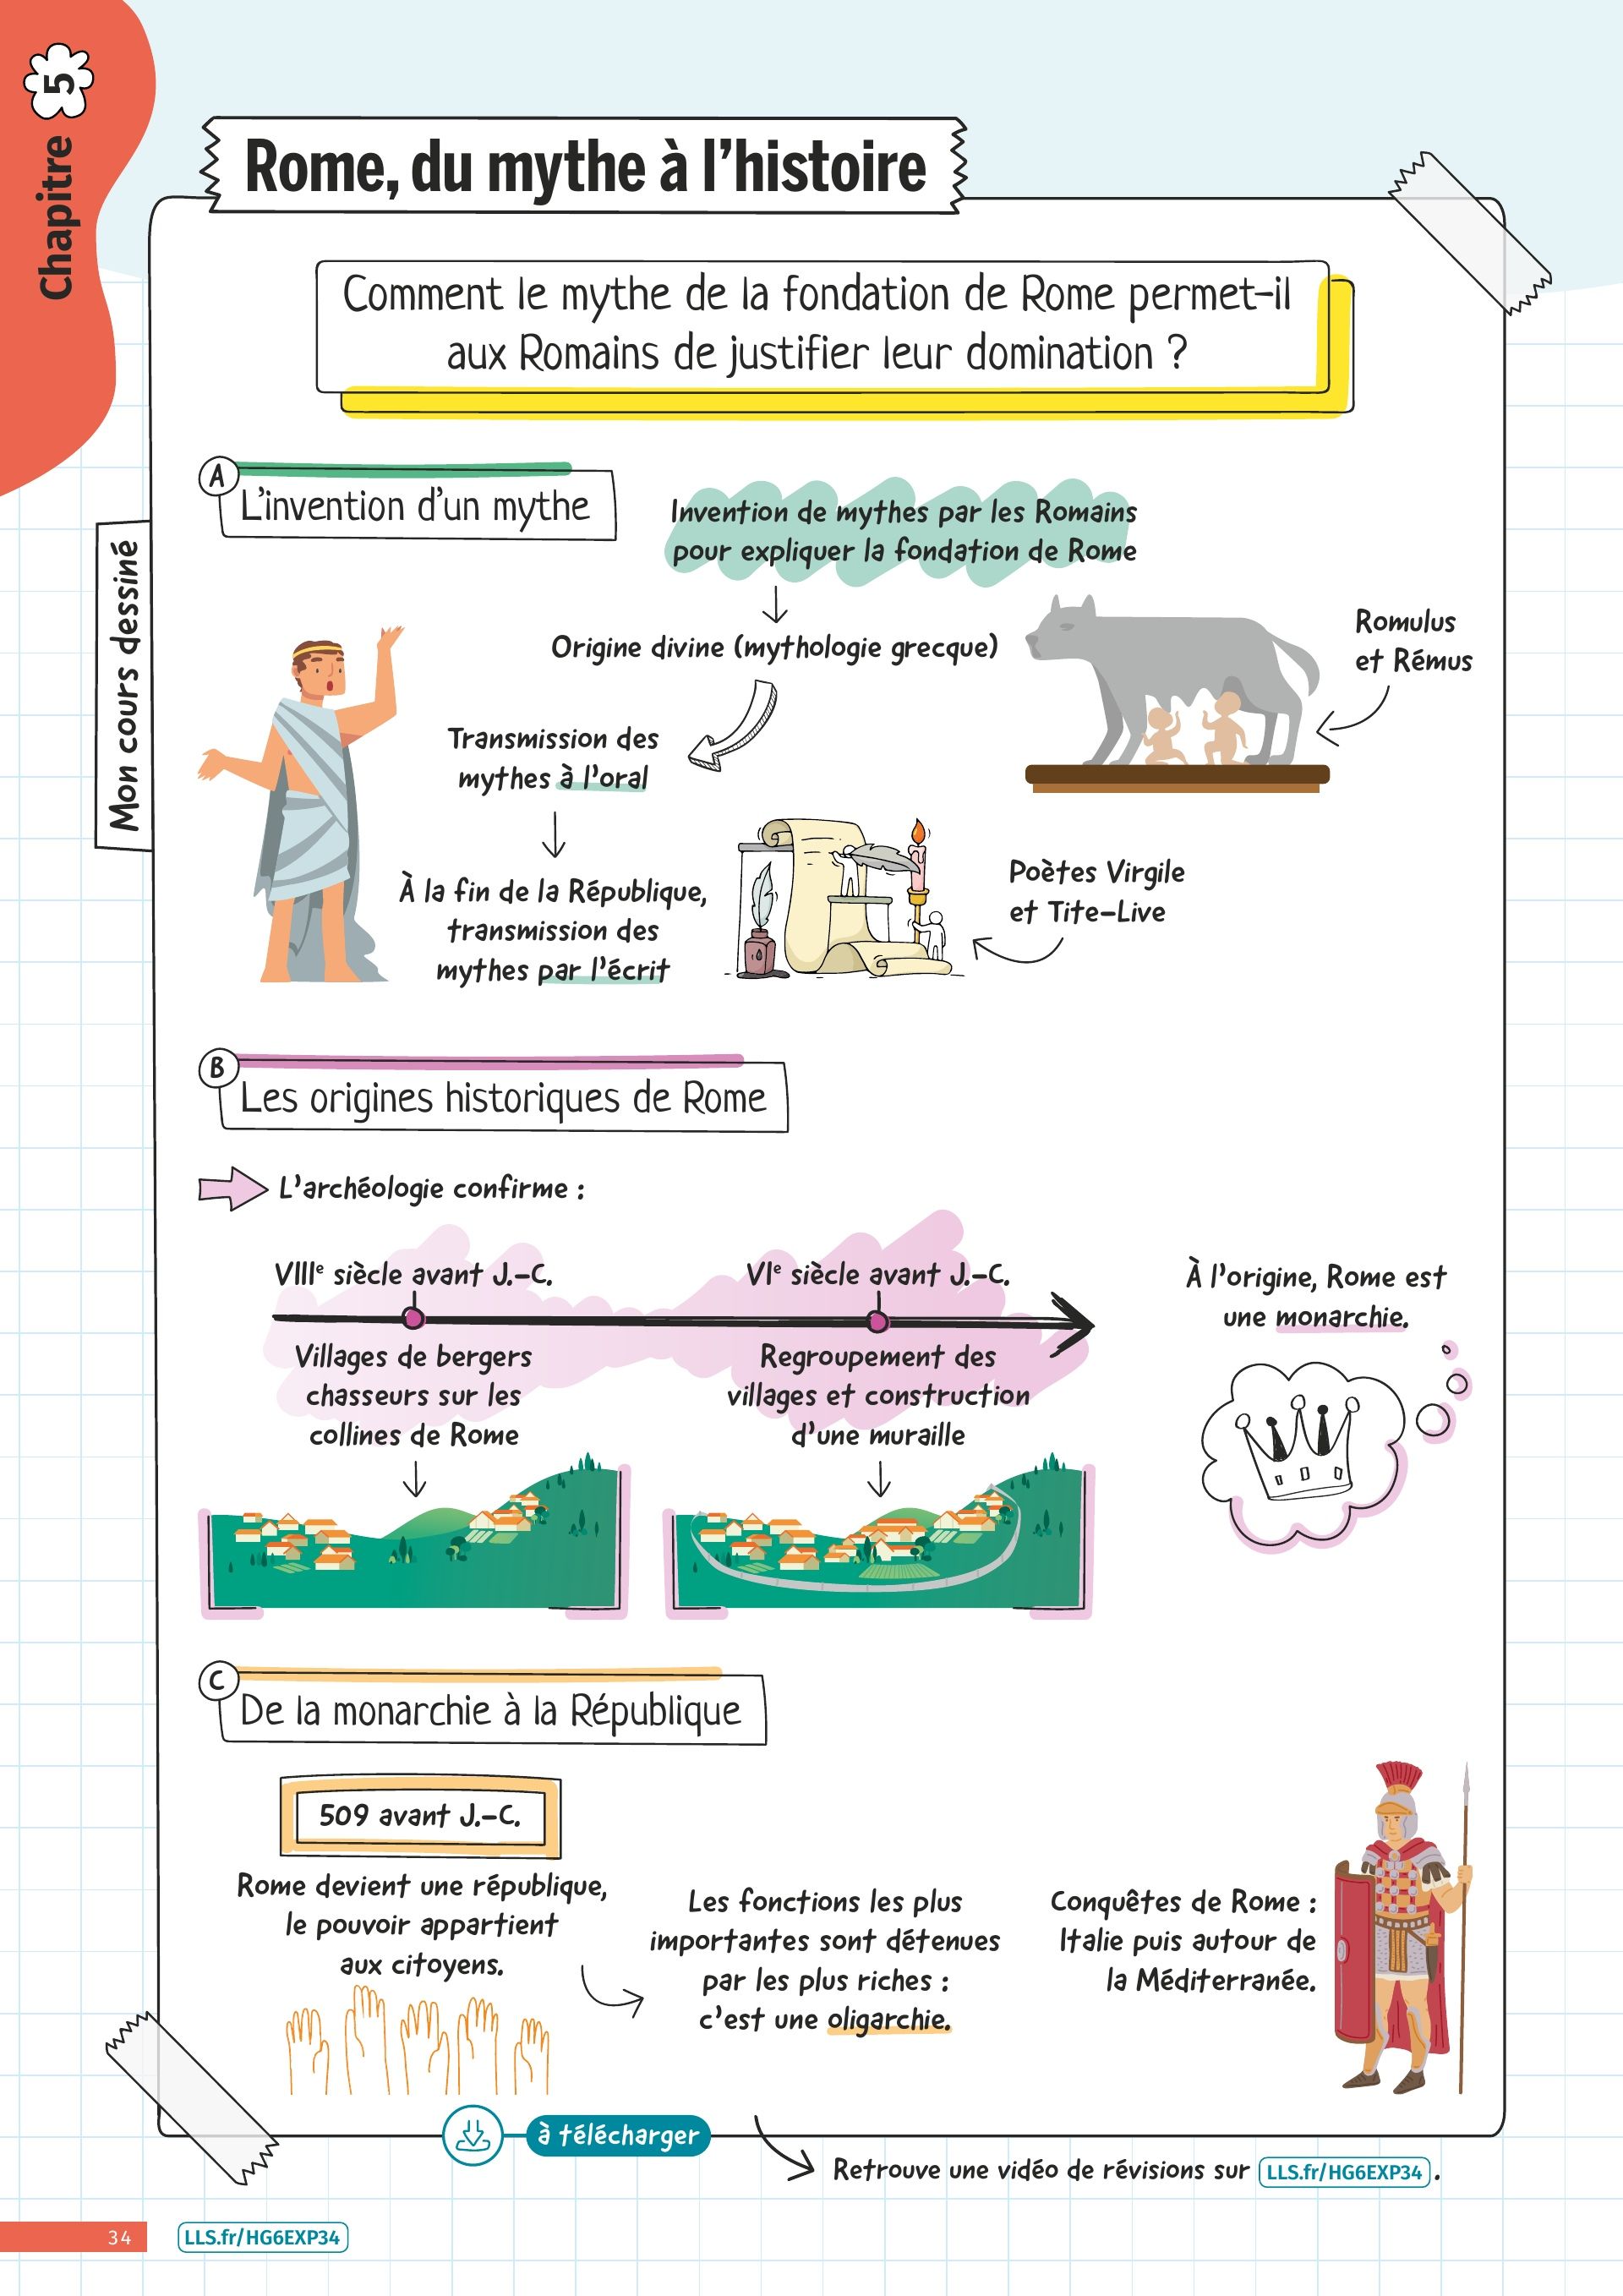 Chapitre 5
Rome, du mythe à l'histoire
Comment le mythe de la fondation de Rome permet-il
aux Romains de justifier leur domination ?
Mon cours dessiné
A
L'invention d'un mythe
Invention de mythes par les Romains
pour expliquer la fondation de Rome
Origine divine (mythologie grecque)
Romulus
et Rémus
Transmission des
mythes à l'oral
À la fin de la République,
transmission des
mythes par l'écrit
Poètes Virgile
et Tite-Live
B
Les origines historiques de Rome
L'archéologie confirme :
VIIIe siècle avant J.-C.
Villages de bergers
chasseurs sur les
collines de Rome
VIe siècle avant J.-C.
Regroupement des
villages et construction
d'une muraille
À l'origine, Rome est
une monarchie.
C
De la monarchie à la République
509 avant J.-C.
Rome devient une république,
le pouvoir appartient
aux citoyens.
Les fonctions les plus
importantes sont détenues
par les plus riches :
c'est une oligarchie.
Conquêtes de Rome :
Italie puis autour de
la Méditerranée.
à télécharger
Retrouve une vidéo de révisions sur LLS.fr/HG6EXP34.
34
LLS.fr/HG6EXP34